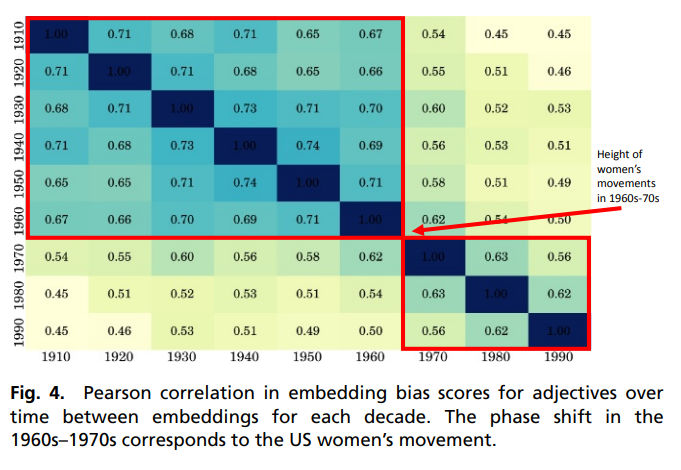 1910 1.00 0.71 0.68 0.71 0.65 0.67 0.54 0.45 0.45
1920 0.71 1.00 0.71 0.68 0.65 0.66 0.55 0.51 0.46
1930 0.68 0.71 1.00 0.73 0.71 0.70 0.60 0.52 0.53
1940 0.71 0.68 0.73 1.00 0.74 0.69 0.56 0.53 0.51
1950 0.65 0.65 0.71 0.74 1.00 0.71 0.58 0.51 0.49
1960 0.67 0.66 0.70 0.69 0.71 1.00 0.62 0.54 0.50
1970 0.54 0.55 0.60 0.56 0.58 0.62 1.00 0.63 0.56
1980 0.45 0.51 0.52 0.53 0.51 0.54 0.63 1.00 0.62
1990 0.45 0.46 0.53 0.51 0.49 0.50 0.56 0.62 1.00
1910 1920 1930 1940 1950 1960 1970 1980 1990
Height of
women's
movements
in 1960s-70s
Fig. 4. Pearson correlation in embedding bias scores for adjectives over
time between embeddings for each decade. The phase shift in the
1960s–1970s corresponds to the US women's movement.